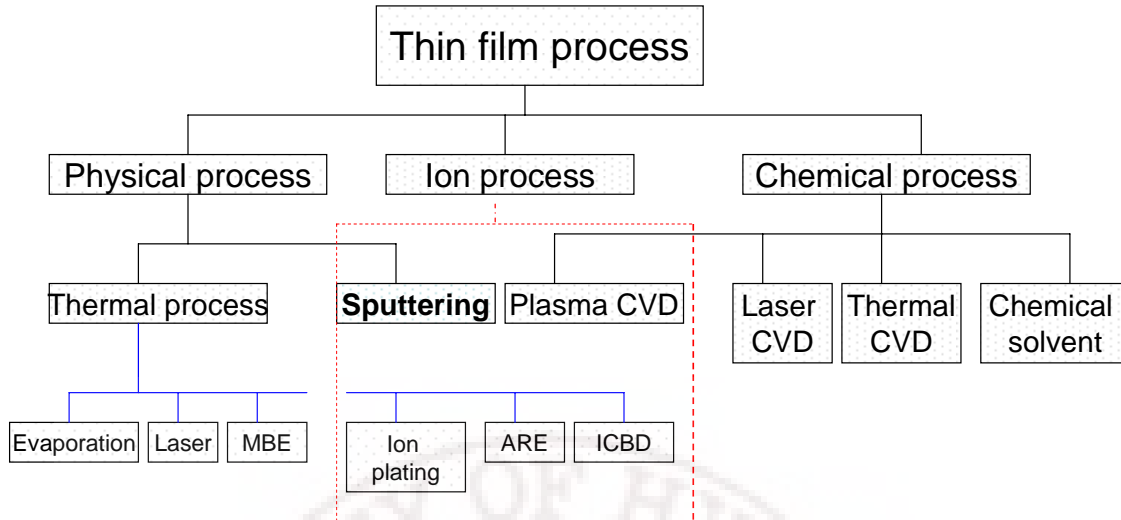 Thin film process
Physical process
Ion process
Chemical process
Thermal process
Sputtering
Plasma CVD
Laser
CVD
Thermal
CVD
Chemical
solvent
Evaporation
Laser
MBE
Ion
plating
ARE
ICBD
OF